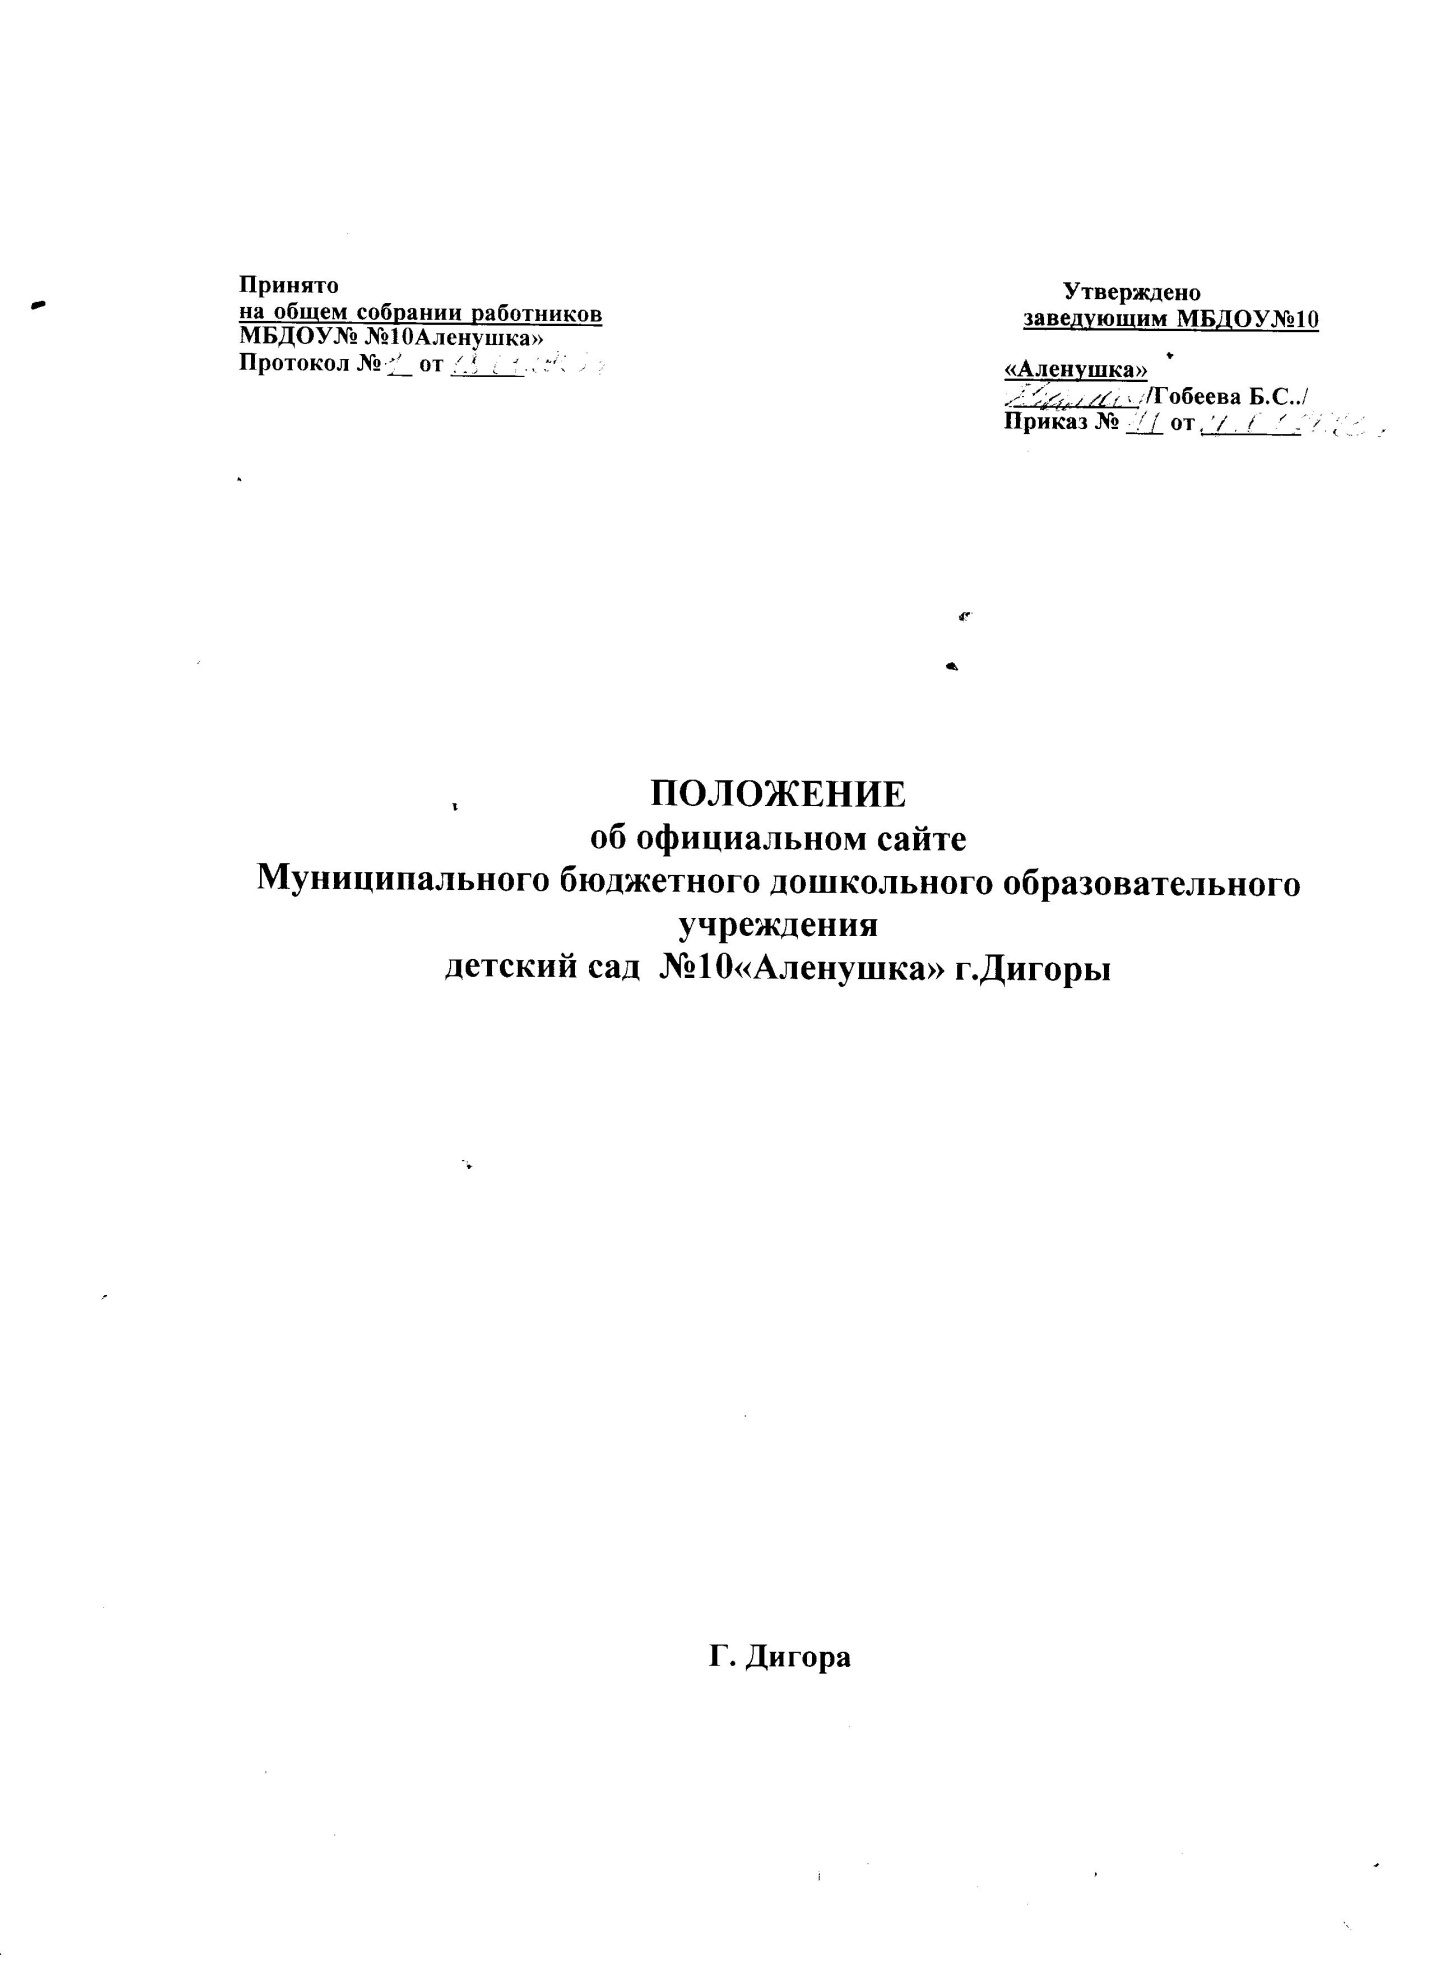 Принято
на общем собрании работников
МБДОУ№ №10Аленушка»
Протокол № от
Утверждено
заведующим МБДОУ№10
«Аленушка»
/Гобеева Б.С../
Приказ № от
ПОЛОЖЕНИЕ
об официальном сайте
Муниципального бюджетного дошкольного образовательного
учреждения
детский сад №10«Аленушка» г.Дигоры
Г. Дигора